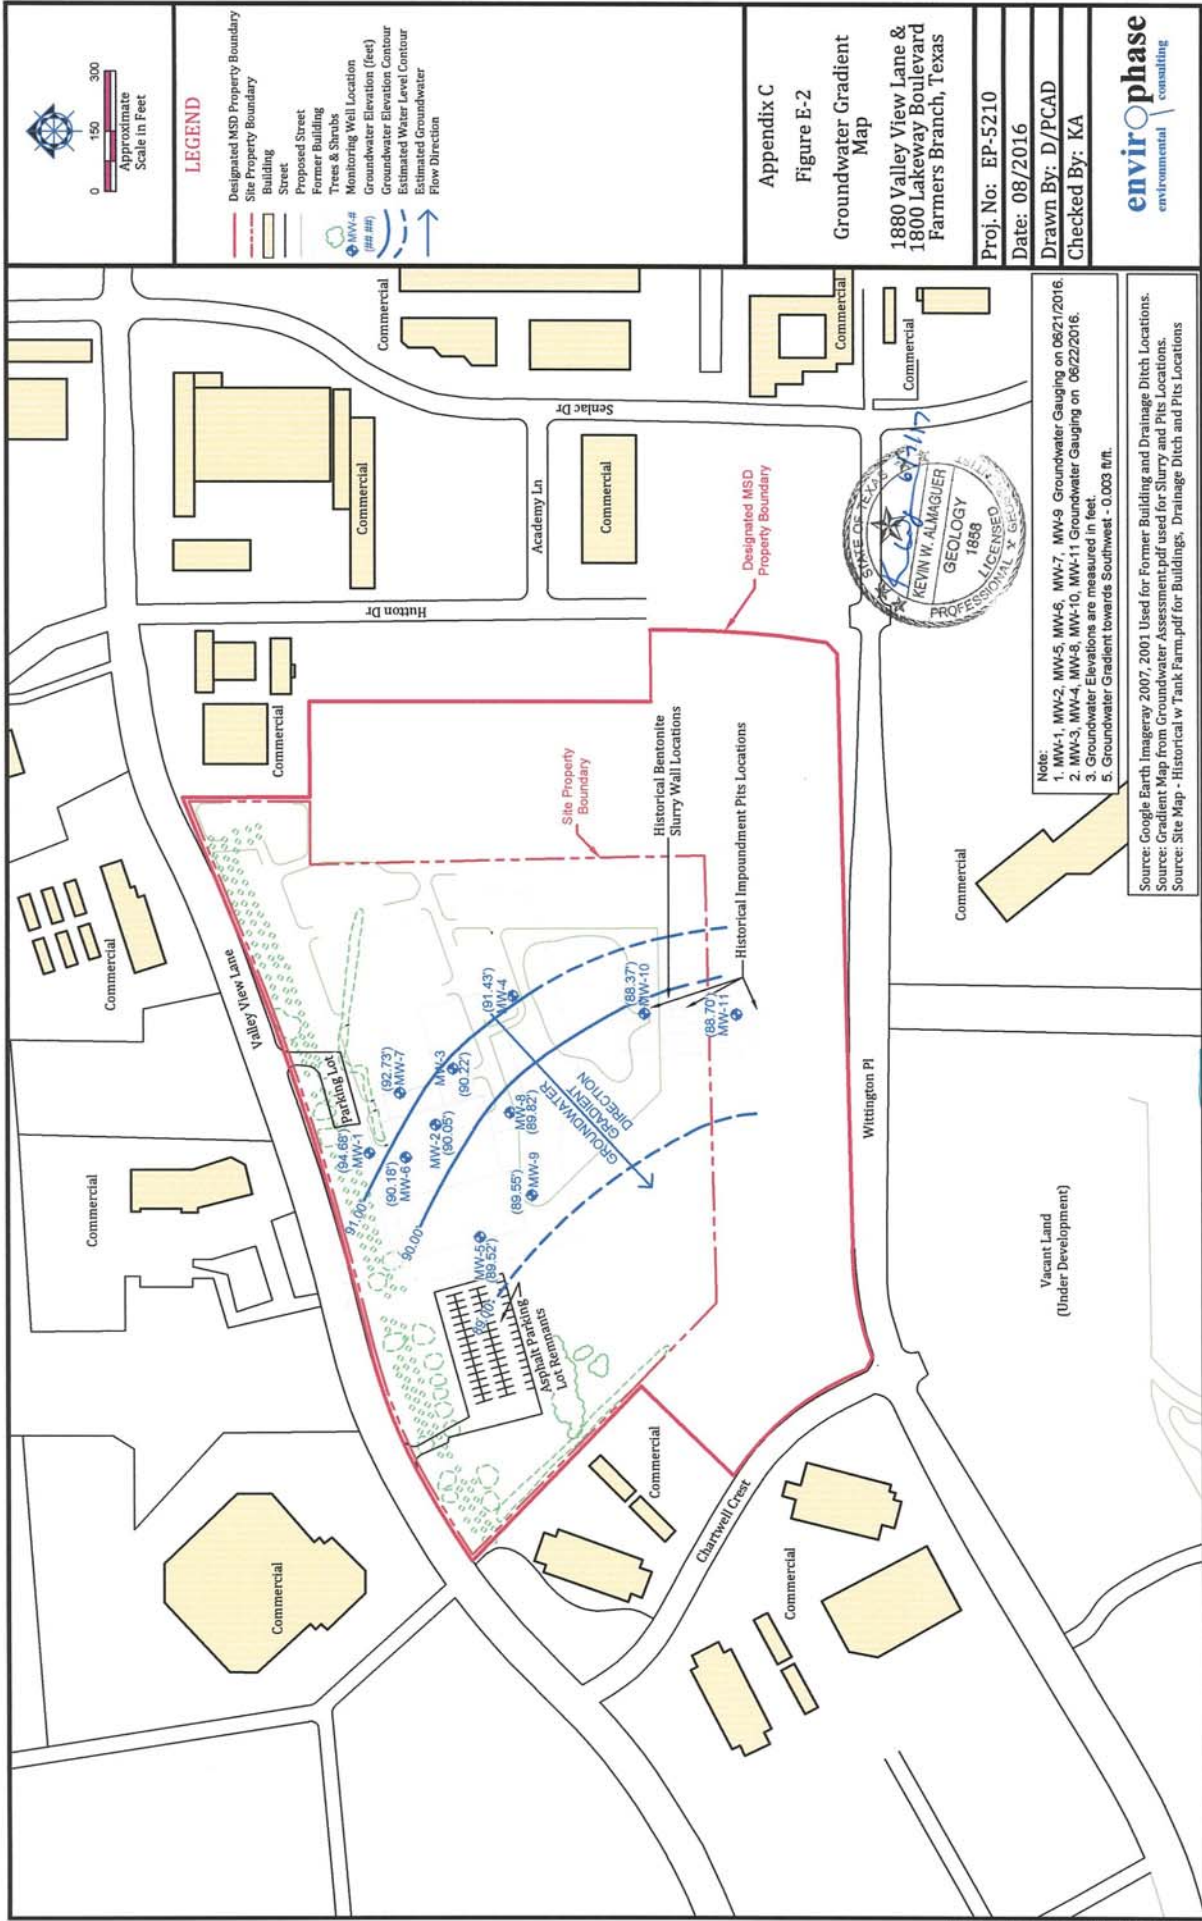 0 150 300
Approximate
Scale in Feet
LEGEND
Designated MSD Property Boundary
Site Property Boundary
Building
Street
Proposed Street
Former Building
Trees & Shrubs
MW-# Monitoring Well Location
(##.##) Groundwater Elevation (feet)
Groundwater Elevation Contour
Estimated Water Level Contour
Estimated Groundwater
Flow Direction
Appendix C
Figure E-2
Groundwater Gradient
Map
1880 Valley View Lane &
1800 Lakeway Boulevard
Farmers Branch, Texas
Proj. No: EP-5210
Date: 08/2016
Drawn By: D/PCAD
Checked By: KA
envirophase
environmental consulting
Commercial
Commercial
Commercial
Commercial
Commercial
Commercial
Commercial
Commercial
Commercial
Commercial
Commercial
Commercial
Commercial
Valley View Lane
Hutton Dr
Senlac Dr
Academy Ln
Wittington Pl
Chartwell Crest
Parking Lot
Asphalt Parking
Lot Remnants
Vacant Land
(Under Development)
Designated MSD
Property Boundary
Site Property
Boundary
Historical Bentonite
Slurry Wall Locations
Historical Impoundment Pits Locations
(94.68')
MW-1
(92.73')
MW-7
(90.18')
MW-6
MW-2
(90.05')
MW-3
(90.22')
(91.43')
MW-4
MW-8
(89.82')
(89.55')
MW-9
MW-5
(89.52')
(88.37')
MW-10
(88.70')
MW-11
91.00'
90.00'
89.00'
GROUNDWATER
GRADIENT
DIRECTION
STATE OF TEXAS
KEVIN W. ALMAGUER
GEOLOGY
1858
LICENSED
PROFESSIONAL
Note:
1. MW-1, MW-2, MW-5, MW-6, MW-7, MW-9 Groundwater Gauging on 06/21/2016.
2. MW-3, MW-4, MW-8, MW-10, MW-11 Groundwater Gauging on 06/22/2016.
3. Groundwater Elevations are measured in feet.
5. Groundwater Gradient towards Southwest - 0.003 ft/ft.
Source: Google Earth Imageray 2007, 2001 Used for Former Building and Drainage Ditch Locations.
Source: Gradient Map from Groundwater Assessment.pdf used for Slurry and Pits Locations.
Source: Site Map - Historical w Tank Farm.pdf for Buildings, Drainage Ditch and Pits Locations